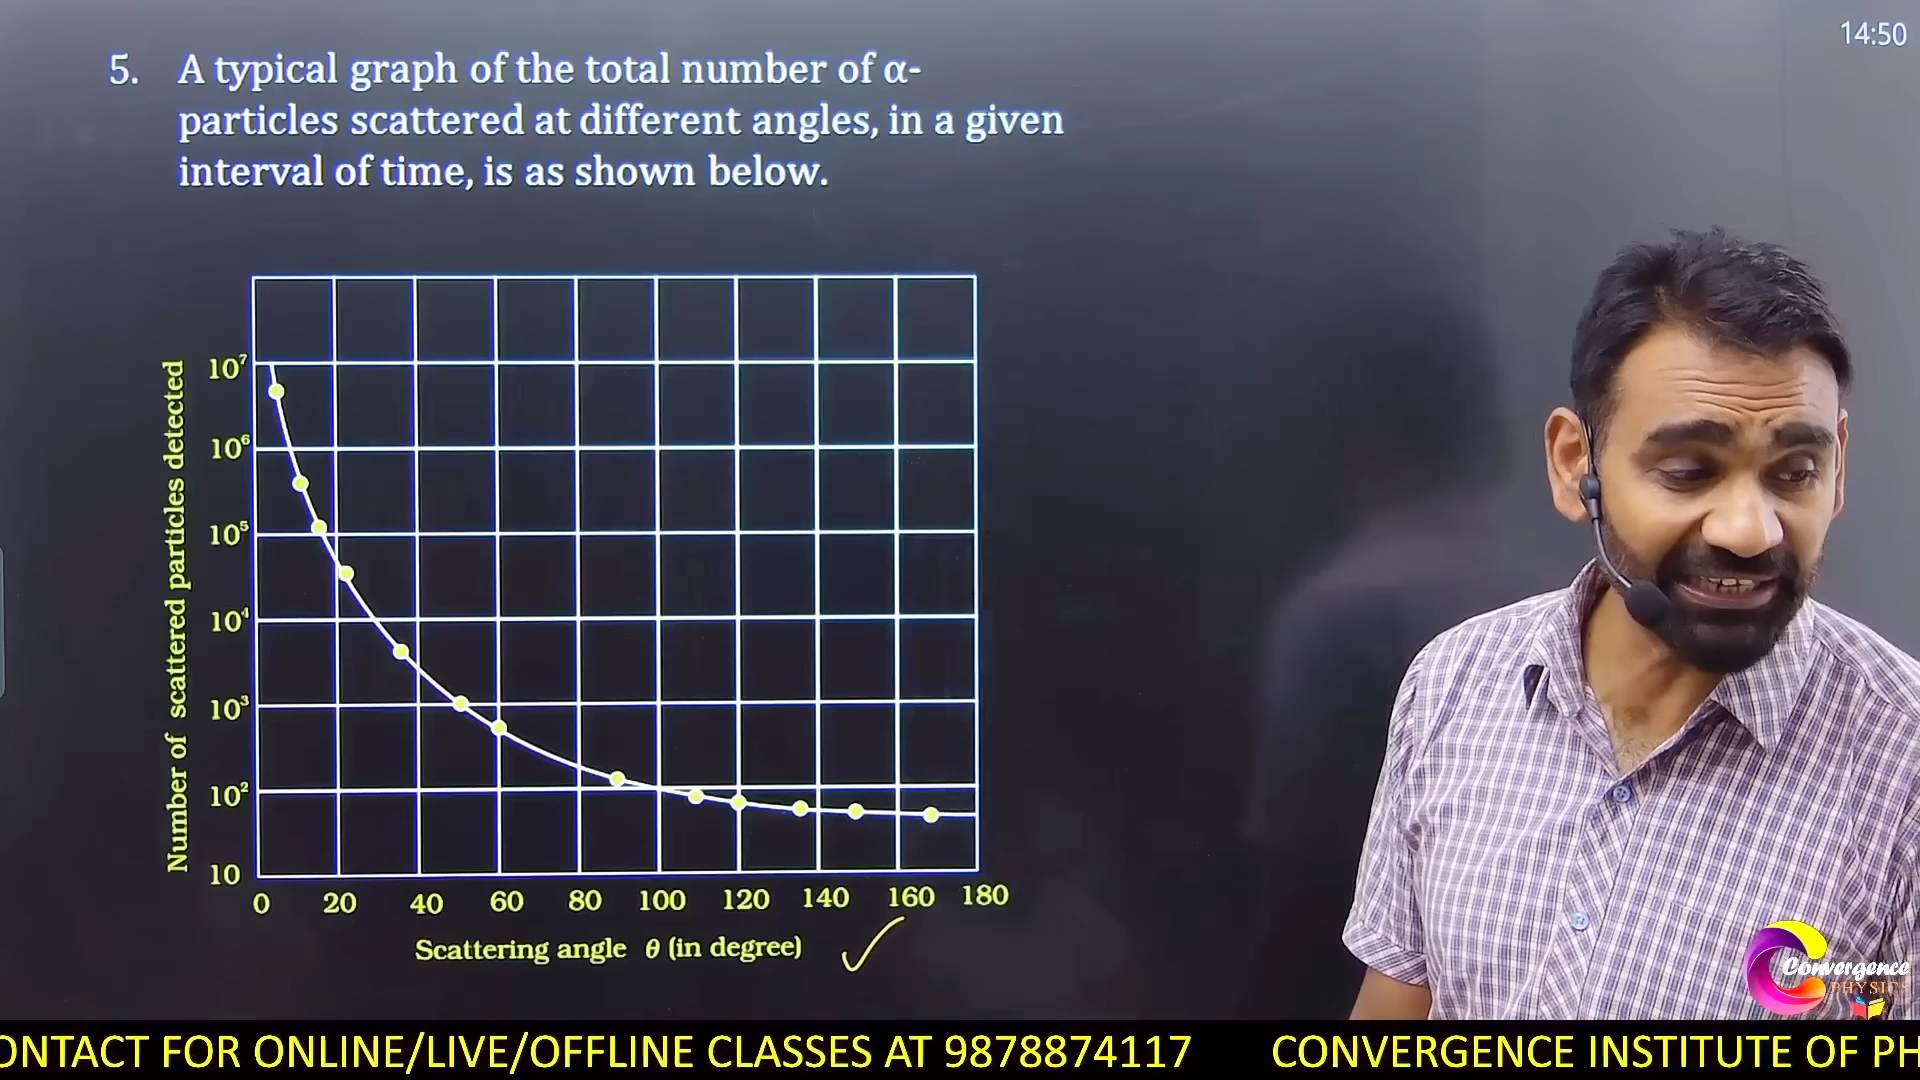 14:50
5. A typical graph of the total number of α-
particles scattered at different angles, in a given
interval of time, is as shown below.
Number of scattered particles detected
10⁷
10⁶
10⁵
10⁴
10³
10²
10
0 20 40 60 80 100 120 140 160 180
Scattering angle θ (in degree)
Convergence
PHYSICS
ONTACT FOR ONLINE/LIVE/OFFLINE CLASSES AT 9878874117 CONVERGENCE INSTITUTE OF PH